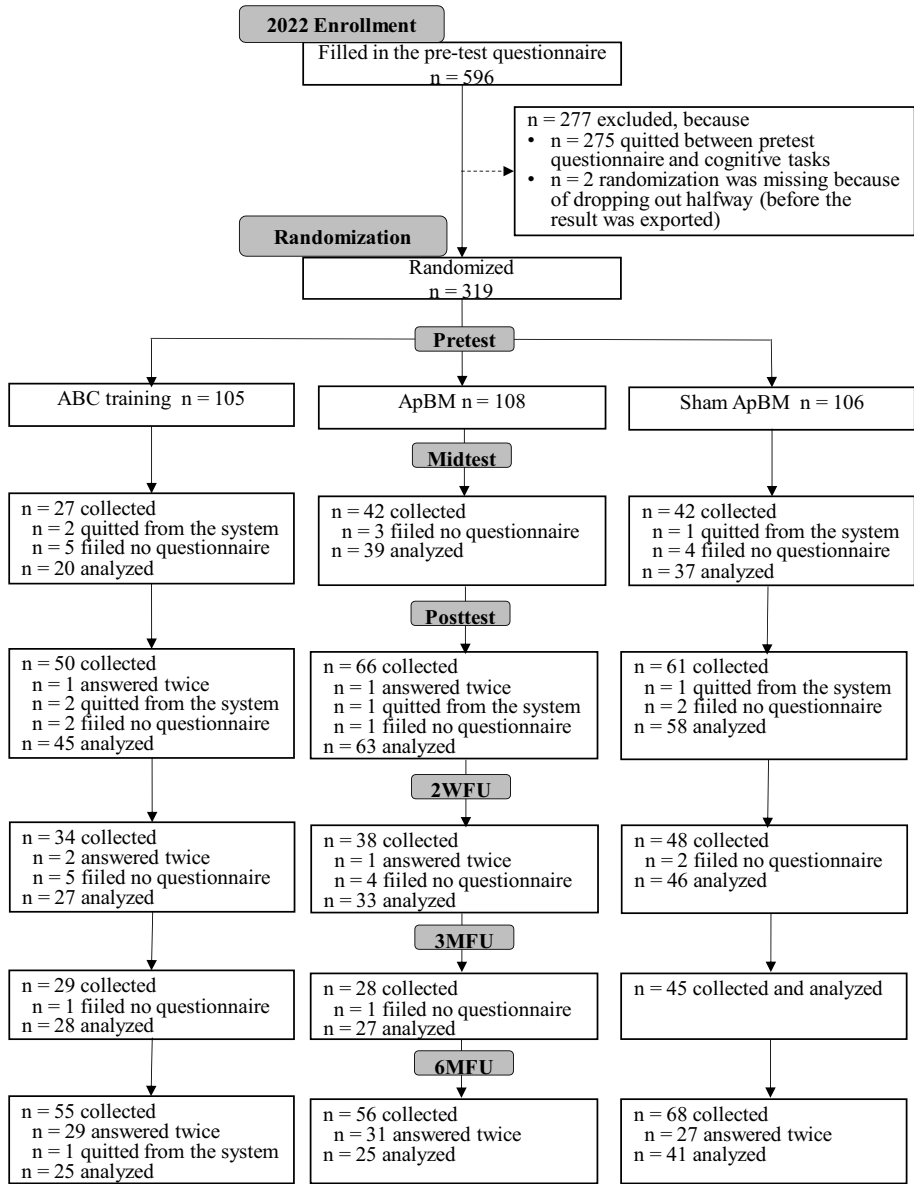 2022 Enrollment
Filled in the pre-test questionnaire
n = 596
n = 277 excluded, because
• n = 275 quitted between pretest
questionnaire and cognitive tasks
• n = 2 randomization was missing because
of dropping out halfway (before the
result was exported)
Randomization
Randomized
n = 319
Pretest
ABC training n = 105
ApBM n = 108
Sham ApBM n = 106
Midtest
n = 27 collected
n = 2 quitted from the system
n = 5 fiiled no questionnaire
n = 20 analyzed
n = 42 collected
n = 3 fiiled no questionnaire
n = 39 analyzed
n = 42 collected
n = 1 quitted from the system
n = 4 fiiled no questionnaire
n = 37 analyzed
Posttest
n = 50 collected
n = 1 answered twice
n = 2 quitted from the system
n = 2 fiiled no questionnaire
n = 45 analyzed
n = 66 collected
n = 1 answered twice
n = 1 quitted from the system
n = 1 fiiled no questionnaire
n = 63 analyzed
n = 61 collected
n = 1 quitted from the system
n = 2 fiiled no questionnaire
n = 58 analyzed
2WFU
n = 34 collected
n = 2 answered twice
n = 5 fiiled no questionnaire
n = 27 analyzed
n = 38 collected
n = 1 answered twice
n = 4 fiiled no questionnaire
n = 33 analyzed
n = 48 collected
n = 2 fiiled no questionnaire
n = 46 analyzed
3MFU
n = 29 collected
n = 1 fiiled no questionnaire
n = 28 analyzed
n = 28 collected
n = 1 fiiled no questionnaire
n = 27 analyzed
n = 45 collected and analyzed
6MFU
n = 55 collected
n = 29 answered twice
n = 1 quitted from the system
n = 25 analyzed
n = 56 collected
n = 31 answered twice
n = 25 analyzed
n = 68 collected
n = 27 answered twice
n = 41 analyzed